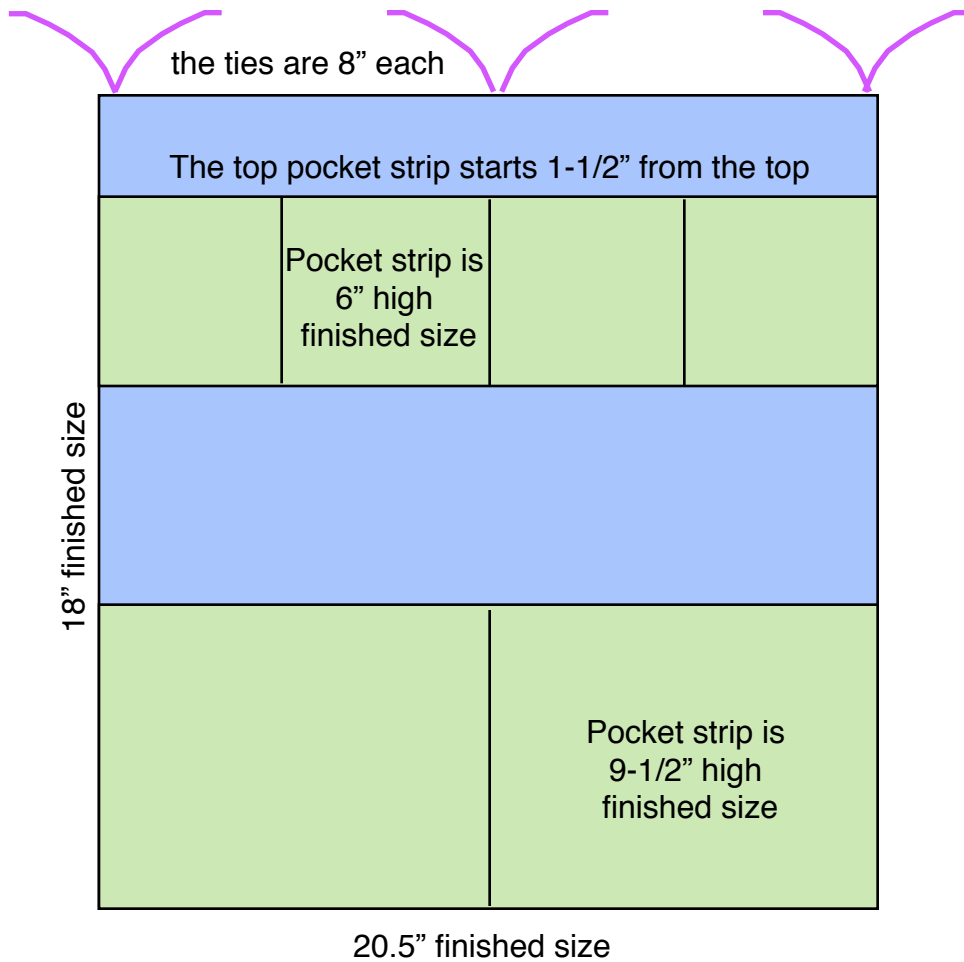 the ties are 8” each
The top pocket strip starts 1-1/2” from the top
Pocket strip is
6” high
finished size
18” finished size
Pocket strip is
9-1/2” high
finished size
20.5” finished size